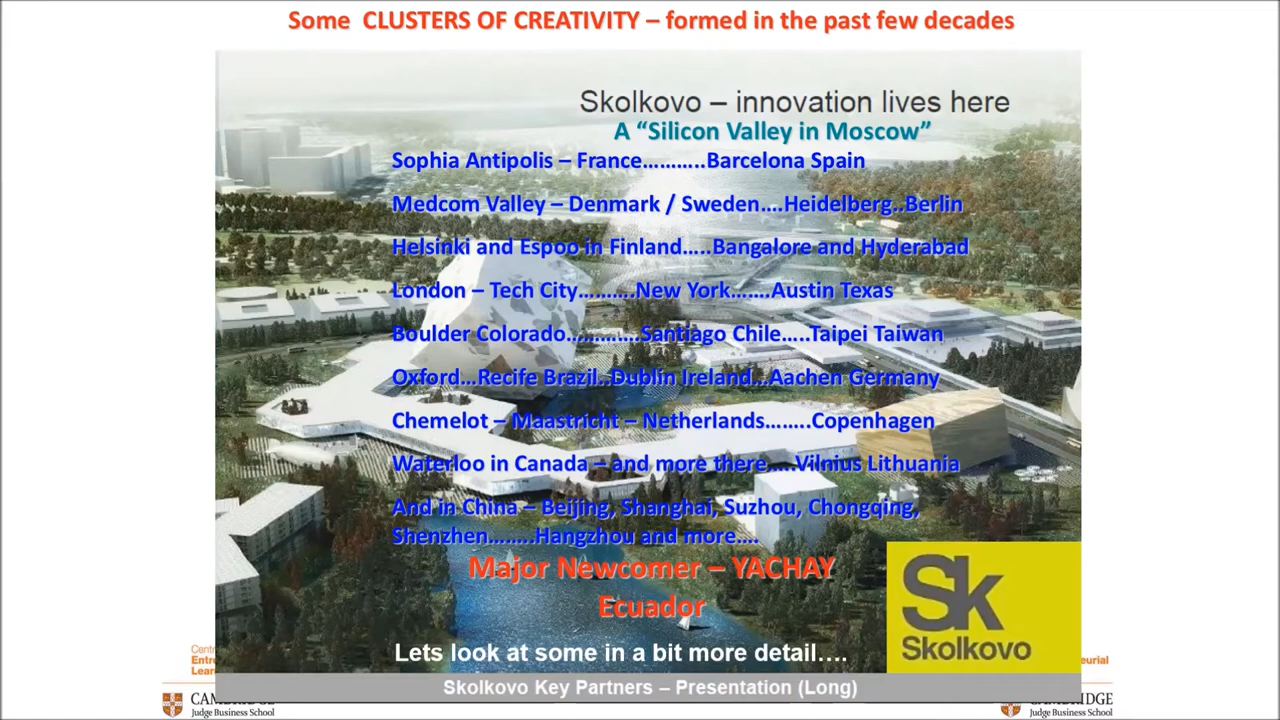 Some CLUSTERS OF CREATIVITY – formed in the past few decades
Skolkovo – innovation lives here
A “Silicon Valley in Moscow”
Sophia Antipolis – France………..Barcelona Spain
Medcom Valley – Denmark / Sweden….Heidelberg..Berlin
Helsinki and Espoo in Finland…..Bangalore and Hyderabad
London – Tech City……….New York…….Austin Texas
Boulder Colorado………….Santiago Chile…..Taipei Taiwan
Oxford…Recife Brazil..Dublin Ireland…Aachen Germany
Chemelot – Maastricht – Netherlands……..Copenhagen
Waterloo in Canada – and more there…..Vilnius Lithuania
And in China – Beijing, Shanghai, Suzhou, Chongqing,
Shenzhen……..Hangzhou and more….
Major Newcomer – YACHAY
Ecuador
Lets look at some in a bit more detail….
Sk
Skolkovo
Skolkovo Key Partners – Presentation (Long)
CAMBRIDGE
Judge Business School
CAMBRIDGE
Judge Business School